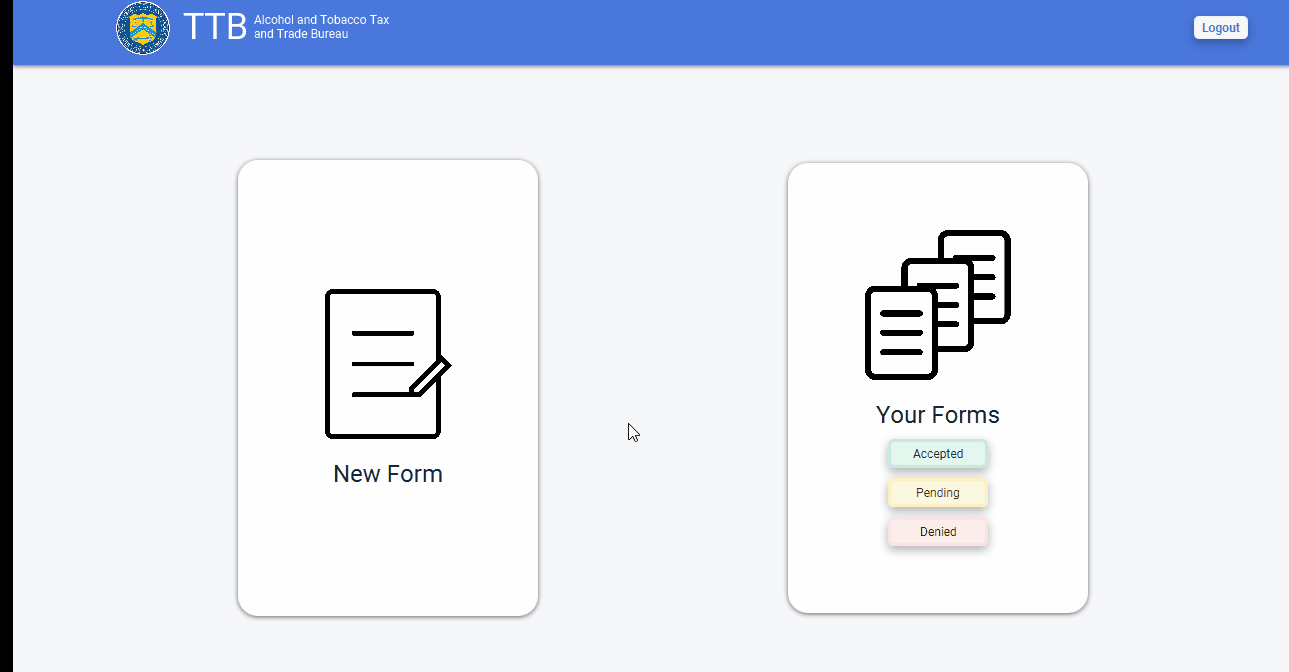 TTB
Alcohol and Tobacco Tax
and Trade Bureau
Logout
New Form
Your Forms
Accepted
Pending
Denied